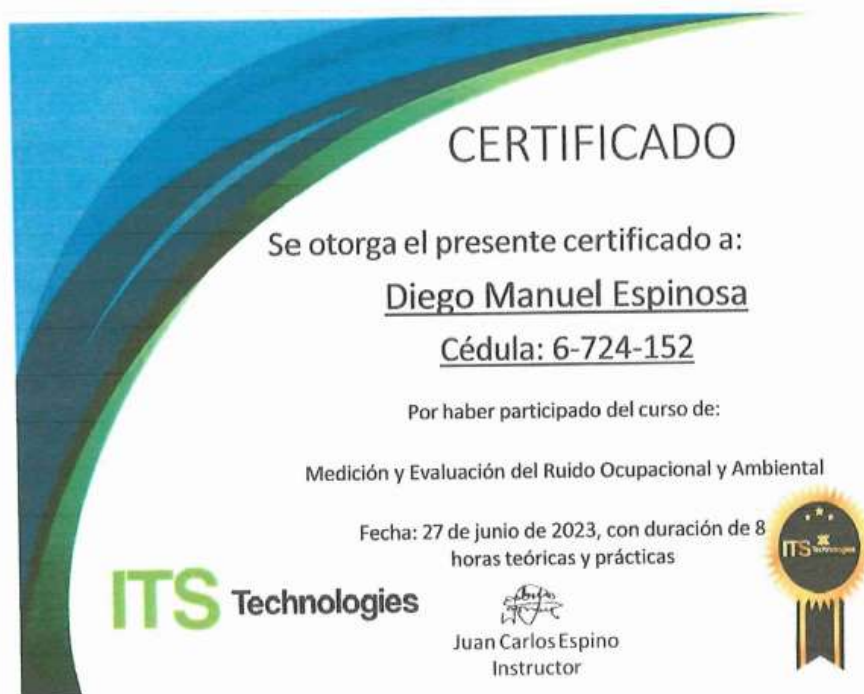 CERTIFICADO
Se otorga el presente certificado a:
Diego Manuel Espinosa
Cédula: 6-724-152
Por haber participado del curso de:
Medición y Evaluación del Ruido Ocupacional y Ambiental
Fecha: 27 de junio de 2023, con duración de 8
horas teóricas y prácticas
ITS Technologies
ITS Technologies
Juan Carlos Espino
Instructor